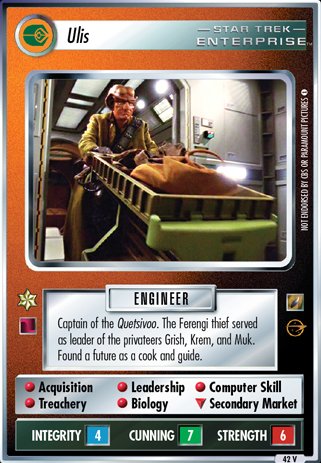 Ulis
STAR TREK
ENTERPRISE™
NOT ENDORSED BY CBS OR PARAMOUNT PICTURES
ENGINEER
Captain of the Quetsivoo. The Ferengi thief served
as leader of the privateers Grish, Krem, and Muk.
Found a future as a cook and guide.
Acquisition Leadership Computer Skill
Treachery Biology Secondary Market
INTEGRITY 4 CUNNING 7 STRENGTH 6
42 V